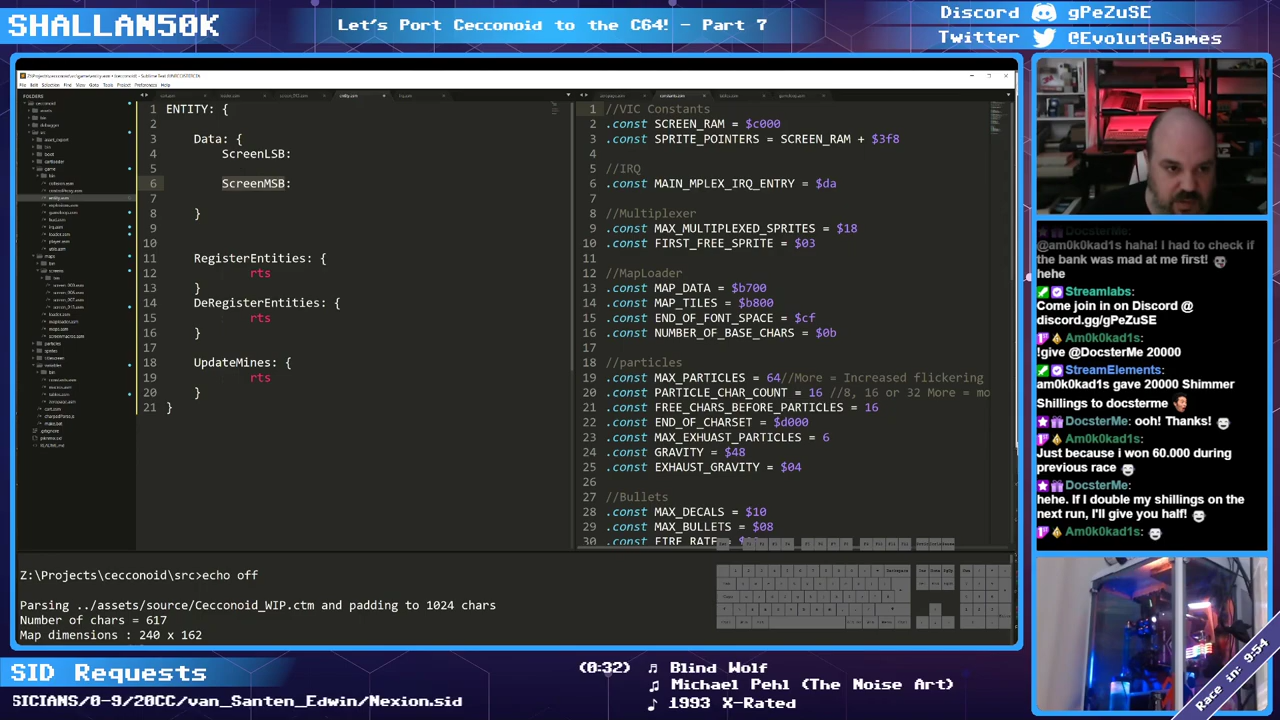 SHALLAN50K
Let's Port Cecconoid to the C64! - Part 7
Discord gPeZuSE
Twitter @EvoluteGames
FOLDERS
1 ENTITY: {
2
3 Data: {
4 ScreenLSB:
5
6 ScreenMSB:
7
8 }
9
10
11 RegisterEntities: {
12 rts
13 }
14 DeRegisterEntities: {
15 rts
16 }
17
18 UpdateMines: {
19 rts
20 }
21 }
1 //VIC Constants
2 .const SCREEN_RAM = $c000
3 .const SPRITE_POINTERS = SCREEN_RAM + $3f8
4
5 //IRQ
6 .const MAIN_MPLEX_IRQ_ENTRY = $da
7
8 //Multiplexer
9 .const MAX_MULTIPLEXED_SPRITES = $18
10 .const FIRST_FREE_SPRITE = $03
11
12 //MapLoader
13 .const MAP_DATA = $b700
14 .const MAP_TILES = $b800
15 .const END_OF_FONT_SPACE = $cf
16 .const NUMBER_OF_BASE_CHARS = $0b
17
18 //particles
19 .const MAX_PARTICLES = 64//More = Increased flickering
20 .const PARTICLE_CHAR_COUNT = 16 //8, 16 or 32 More = mo
21 .const FREE_CHARS_BEFORE_PARTICLES = 16
22 .const END_OF_CHARSET = $d000
23 .const MAX_EXHUAST_PARTICLES = 6
24 .const GRAVITY = $48
25 .const EXHAUST_GRAVITY = $04
26
27 //Bullets
28 .const MAX_DECALS = $10
29 .const MAX_BULLETS = $08
30 .const FIRE_RATE
Z:\Projects\cecconoid\src>echo off
Parsing ../assets/source/Cecconoid_WIP.ctm and padding to 1024 chars
Number of chars = 617
Map dimensions : 240 x 162
DocsterMe:
@am0k0kad1s haha! I had to check if
the bank was mad at me first!
hehe
Streamlabs:
Come join in on Discord @
discord.gg/gPeZuSE
Am0k0kad1s:
!give @DocsterMe 20000
StreamElements:
am0k0kad1s gave 20000 Shimmer
Shillings to docsterme
DocsterMe: ooh! Thanks!
Am0k0kad1s:
Just because i won 60.000 during
previous race
DocsterMe:
hehe. If I double my shillings on
the next run, I'll give you half!
Am0k0kad1s:
Race in: 9:54
SID Requests
SICIANS/0-9/20CC/van_Santen_Edwin/Nexion.sid
(0:32) Blind Wolf
Michael Pehl (The Noise Art)
1993 X-Rated